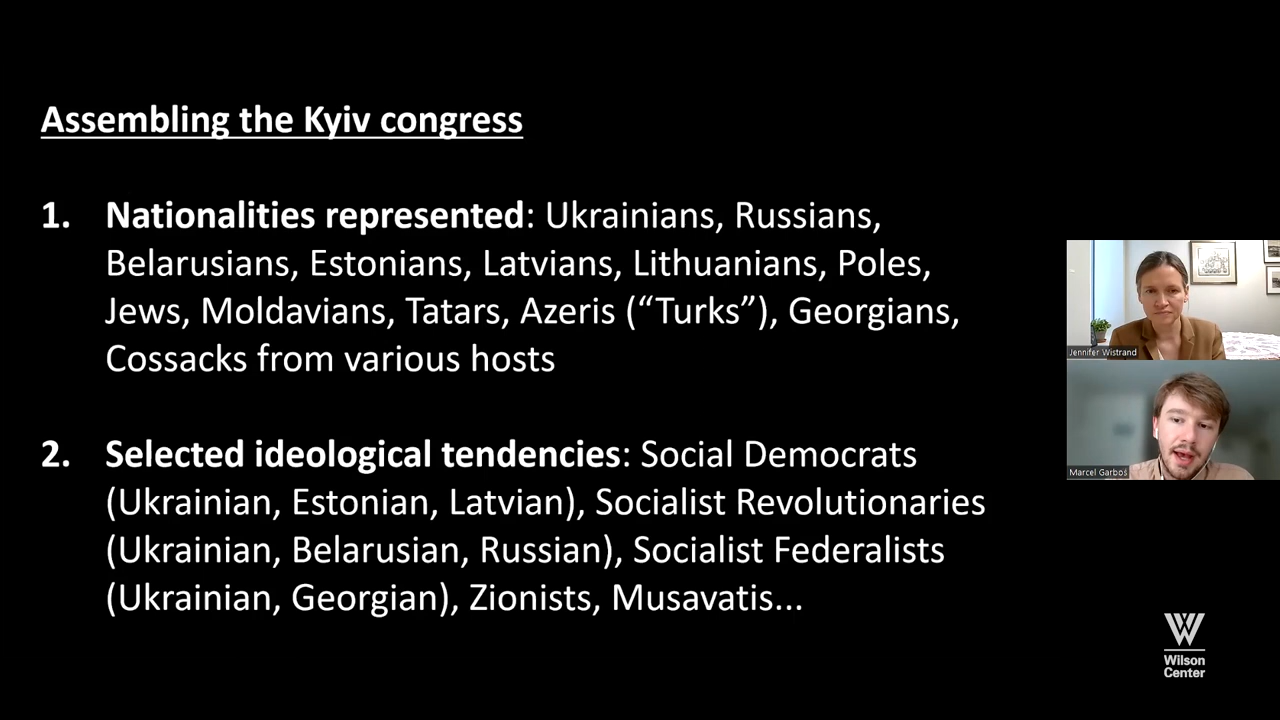 Assembling the Kyiv congress
1. Nationalities represented: Ukrainians, Russians,
Belarusians, Estonians, Latvians, Lithuanians, Poles,
Jews, Moldavians, Tatars, Azeris (“Turks”), Georgians,
Cossacks from various hosts
2. Selected ideological tendencies: Social Democrats
(Ukrainian, Estonian, Latvian), Socialist Revolutionaries
(Ukrainian, Belarusian, Russian), Socialist Federalists
(Ukrainian, Georgian), Zionists, Musavatis...
Jennifer Wistrand
Marcel Garboś
Wilson
Center